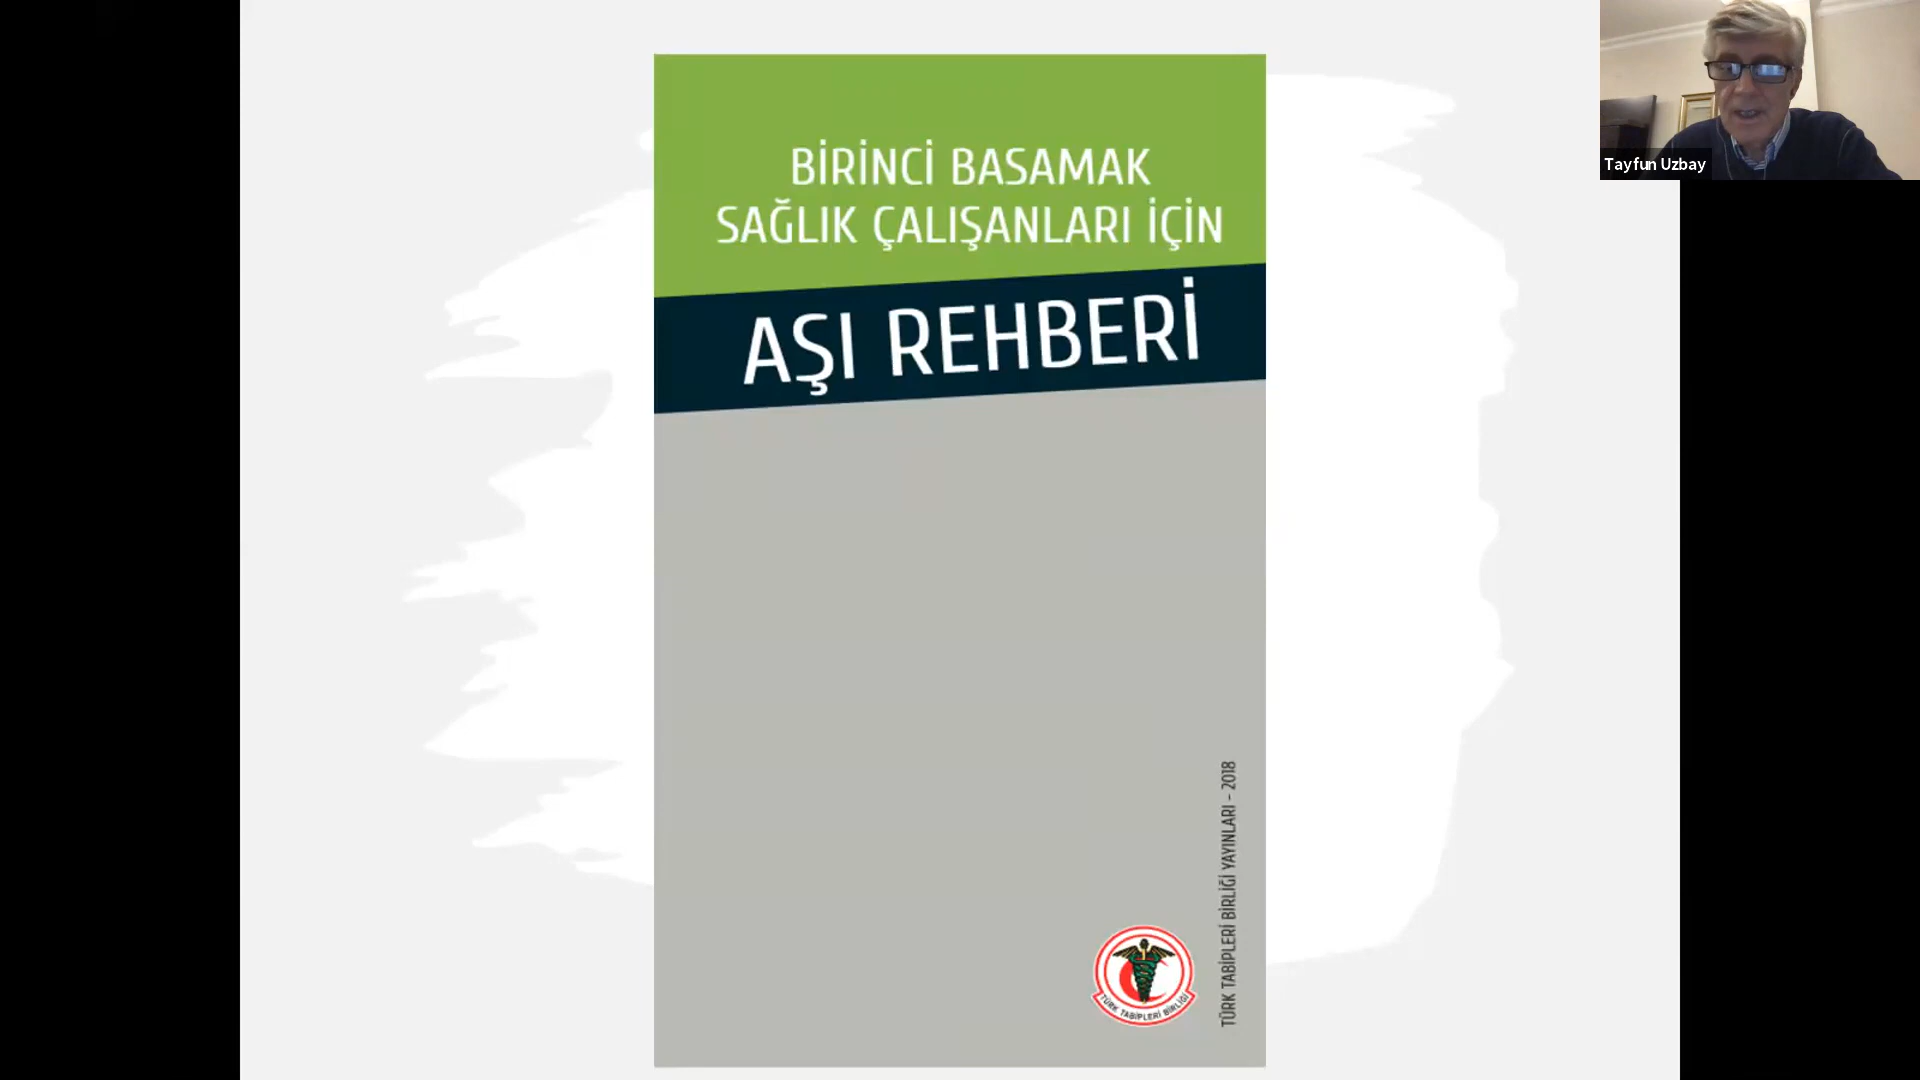 BİRİNCİ BASAMAK
SAĞLIK ÇALIŞANLARI İÇİN
AŞI REHBERİ
TÜRK TABİPLERİ BİRLİĞİ YAYINLARI - 2018
TÜRK TABİPLERİ BİRLİĞİ
Tayfun Uzbay